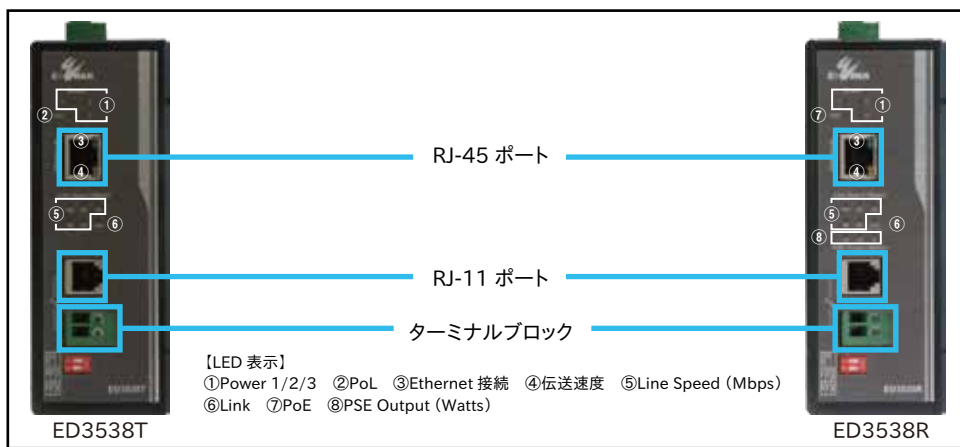 ①
②
③
④
⑤
⑥
①
⑦
③
④
⑤
⑥
⑧
RJ-45 ポート
RJ-11 ポート
ターミナルブロック
【LED 表示】
①Power 1/2/3 ②PoL ③Ethernet 接続 ④伝送速度 ⑤Line Speed (Mbps)
⑥Link ⑦PoE ⑧PSE Output (Watts)
ED3538T
ED3538R